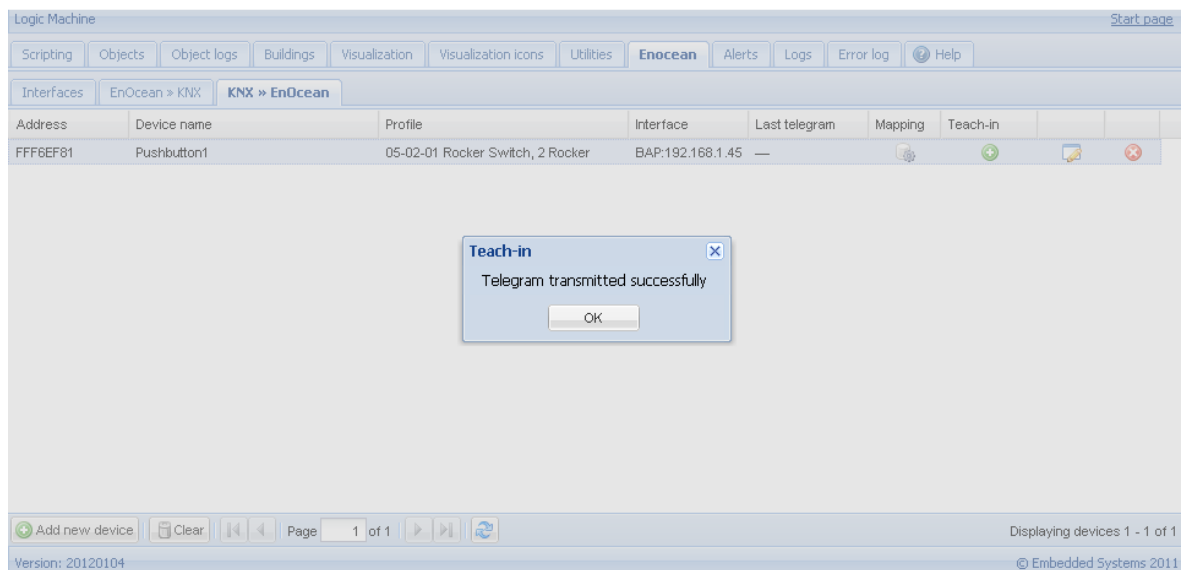 Logic Machine Start page
Scripting Objects Object logs Buildings Visualization Visualization icons Utilities Enocean Alerts Logs Error log Help
Interfaces EnOcean » KNX KNX » EnOcean
Address Device name Profile Interface Last telegram Mapping Teach-in
FFF6EF81 Pushbutton1 05-02-01 Rocker Switch, 2 Rocker BAP:192.168.1.45 —
Teach-in
Telegram transmitted successfully
OK
Add new device Clear Page 1 of 1 Displaying devices 1 - 1 of 1
Version: 20120104 © Embedded Systems 2011